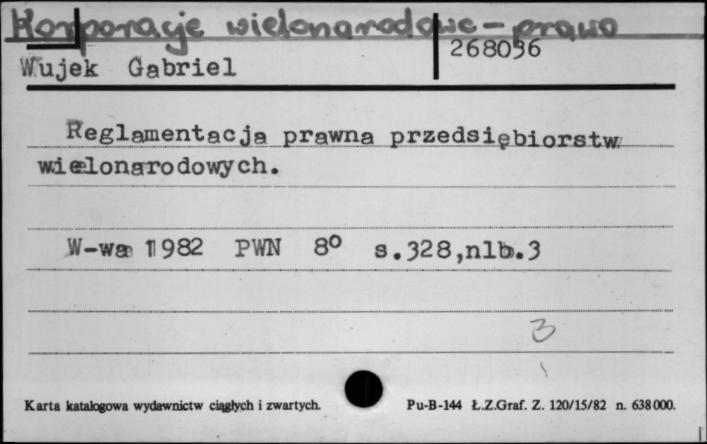 Korporacje wielonarodowe - prawo
268036
Wujek Gabriel
Reglamentacja prawna przedsiębiorstw
wielonarodowych.
W-wa 1982 PWN 8° s.328,nlb.3
3
Karta katalogowa wydawnictw ciągłych i zwartych. Pu-B-144 Ł.Z.Graf. Z. 120/15/82 n. 638000.